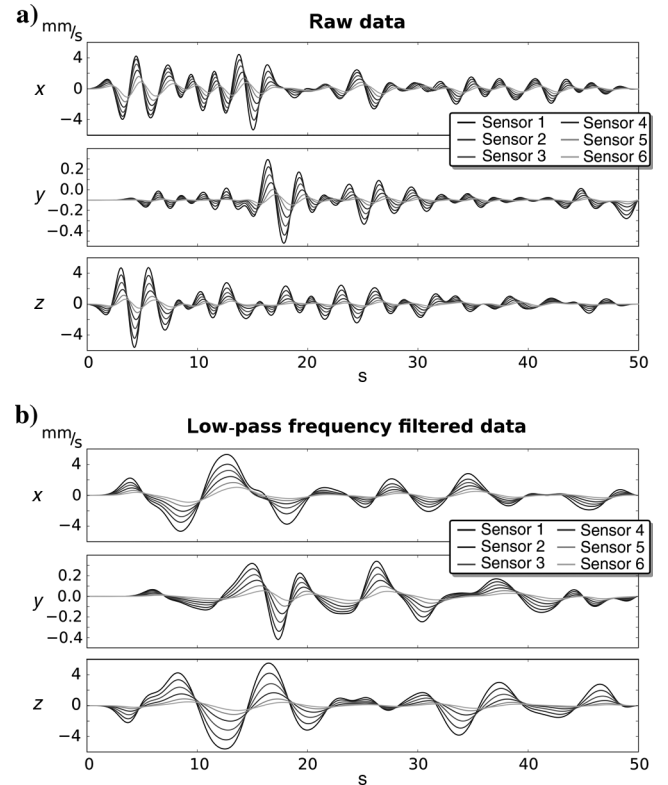 a)
Raw data
mm/s
x
4
0
−4
Sensor 1 Sensor 4
Sensor 2 Sensor 5
Sensor 3 Sensor 6
y
0.2
0.0
−0.2
−0.4
z
4
0
−4
0 10 20 30 40 50
s
b)
Low-pass frequency filtered data
mm/s
x
4
0
−4
Sensor 1 Sensor 4
Sensor 2 Sensor 5
Sensor 3 Sensor 6
y
0.2
0.0
−0.2
−0.4
z
4
0
−4
0 10 20 30 40 50
s